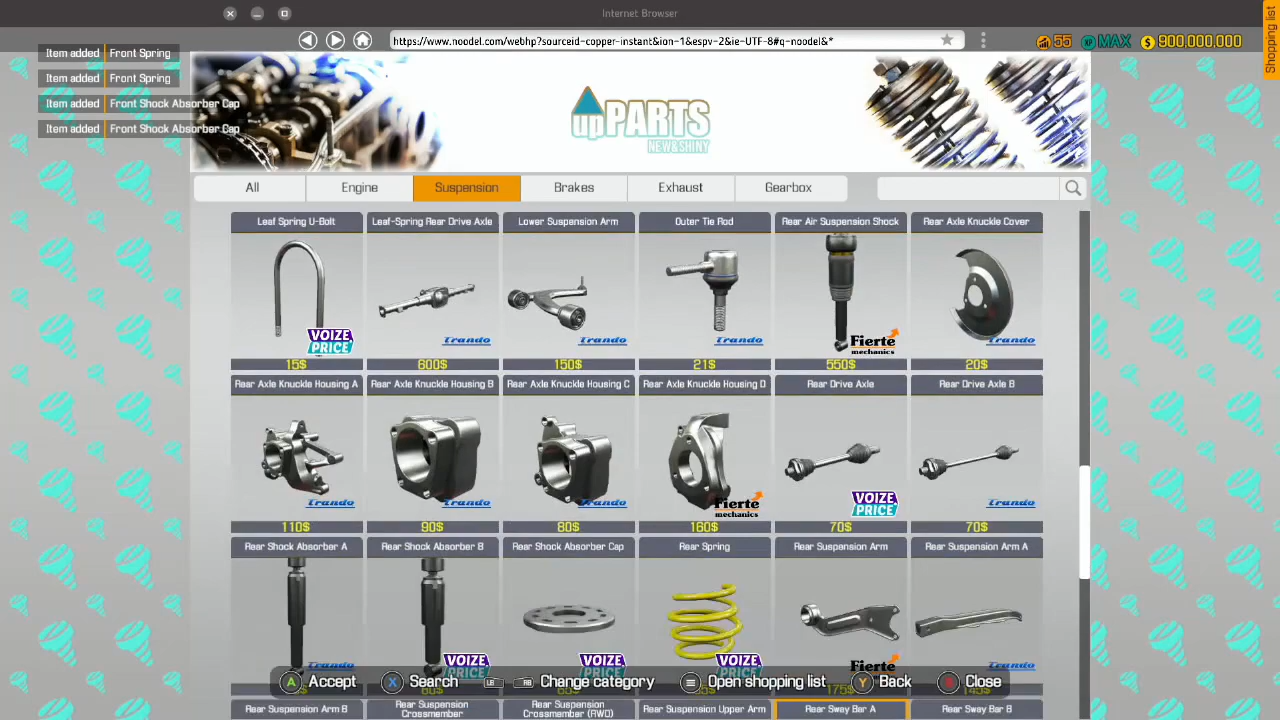 Internet Browser
https://www.noodel.com/webhp?sourceid-copper-instant&ion-1&espv-2&ie-UTF-8#q-noodel&*
55 MAX $ 900,000,000
Shopping list
Item added Front Spring
Item added Front Spring
Item added Front Shock Absorber Cap
Item added Front Shock Absorber Cap
upPARTS
NEW&SHINY
All Engine Suspension Brakes Exhaust Gearbox
Leaf Spring U-Bolt Leaf-Spring Rear Drive Axle Lower Suspension Arm Outer Tie Rod Rear Air Suspension Shock Rear Axle Knuckle Cover
VOIZE PRICE Trando Trando Trando Fierte mechanics Trando
15$ 800$ 150$ 21$ 550$ 20$
Rear Axle Knuckle Housing A Rear Axle Knuckle Housing B Rear Axle Knuckle Housing C Rear Axle Knuckle Housing D Rear Drive Axle Rear Drive Axle B
Trando Trando Trando Fierte mechanics VOIZE PRICE Trando
110$ 90$ 80$ 160$ 70$ 70$
Rear Shock Absorber A Rear Shock Absorber B Rear Shock Absorber Cap Rear Spring Rear Suspension Arm Rear Suspension Arm A
Trando VOIZE PRICE VOIZE PRICE VOIZE PRICE Fierte Trando
A Accept X Search LB RB Change category Open shopping list Y Back Close
175$ 145$
Rear Suspension Arm B Rear Suspension Crossmember Rear Suspension Crossmember (RWD) Rear Suspension Upper Arm Rear Sway Bar A Rear Sway Bar B